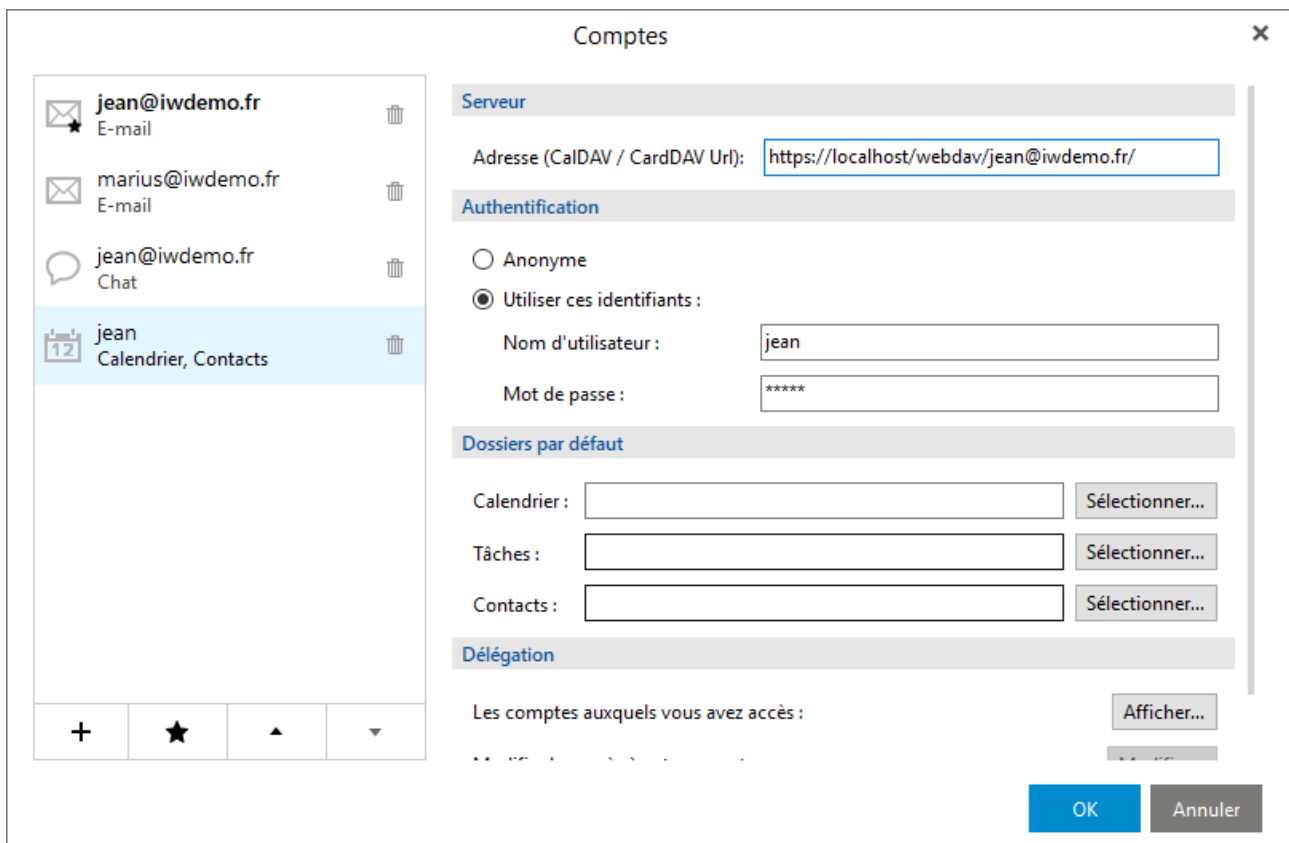 Comptes
jean@iwdemo.fr
E-mail
marius@iwdemo.fr
E-mail
jean@iwdemo.fr
Chat
12
jean
Calendrier, Contacts
Serveur
Adresse (CalDAV / CardDAV Url): https://localhost/webdav/jean@iwdemo.fr/
Authentification
Anonyme
Utiliser ces identifiants :
Nom d'utilisateur : jean
Mot de passe : *****
Dossiers par défaut
Calendrier : Sélectionner...
Tâches : Sélectionner...
Contacts : Sélectionner...
Délégation
Les comptes auxquels vous avez accès : Afficher...
OK Annuler